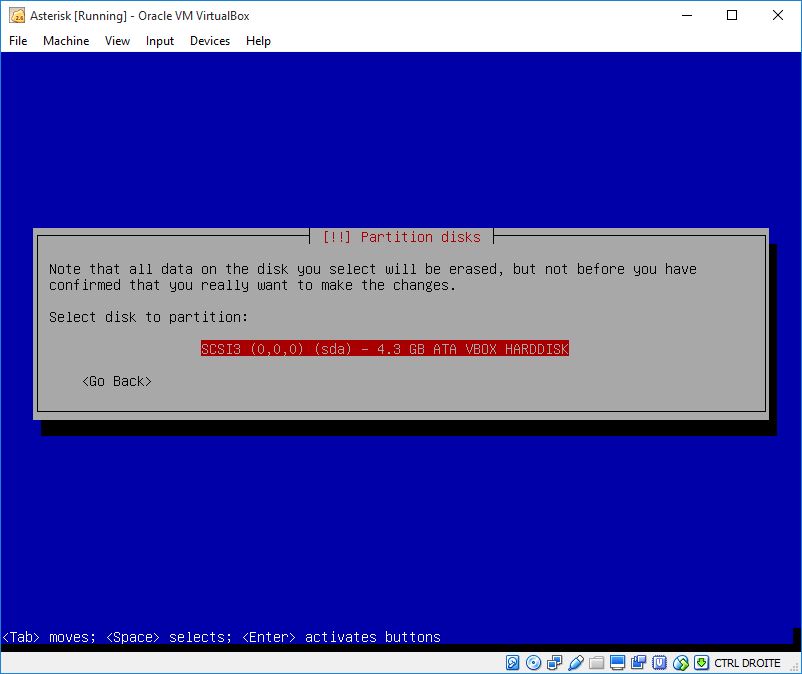 Asterisk [Running] - Oracle VM VirtualBox
File Machine View Input Devices Help
[!!] Partition disks
Note that all data on the disk you select will be erased, but not before you have
confirmed that you really want to make the changes.
Select disk to partition:
SCSI3 (0,0,0) (sda) - 4.3 GB ATA VBOX HARDDISK
<Go Back>
<Tab> moves; <Space> selects; <Enter> activates buttons
CTRL DROITE